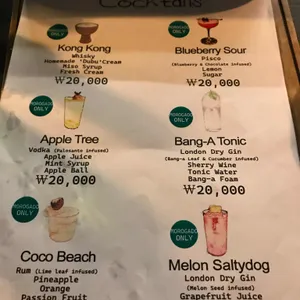 Cocktails
MOROGADO
ONLY
Kong Kong
Whisky
Homemade 'Dubu'Cream
Miso Syrup
Fresh Cream
₩20,000
MOROGADO
ONLY
Blueberry Sour
Pisco
(Blueberry & Chocolate infused)
Lemon
Sugar
₩20,000
MOROGADO
ONLY
Apple Tree
Vodka (Palosanto infused)
Apple Juice
Mint Syrup
Apple Ball
₩20,000
MOROGADO
ONLY
Bang-A Tonic
London Dry Gin
(Bang-a Leaf & Cucumber infused)
Sherry Wine
Tonic Water
Bang-a Foam
₩20,000
MOROGADO
ONLY
Coco Beach
Rum (Lime leaf infused)
Pineapple
Orange
Passion Fruit
MOROGADO
ONLY
Melon Saltydog
London Dry Gin
(Melon Seed infused)
Grapefruit Juice